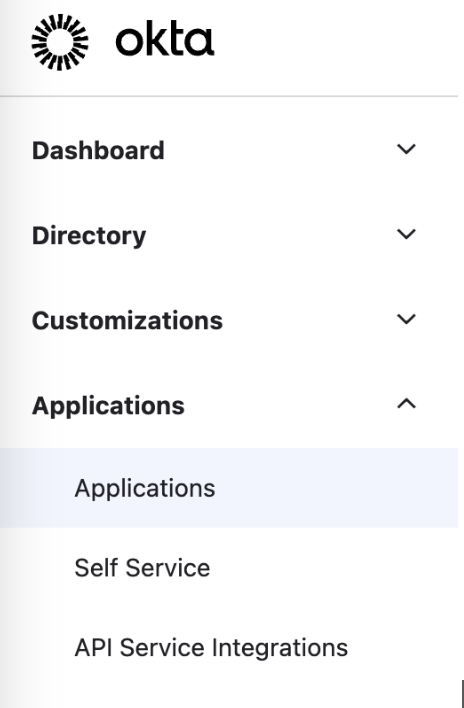 okta
Dashboard
Directory
Customizations
Applications
Applications
Self Service
API Service Integrations